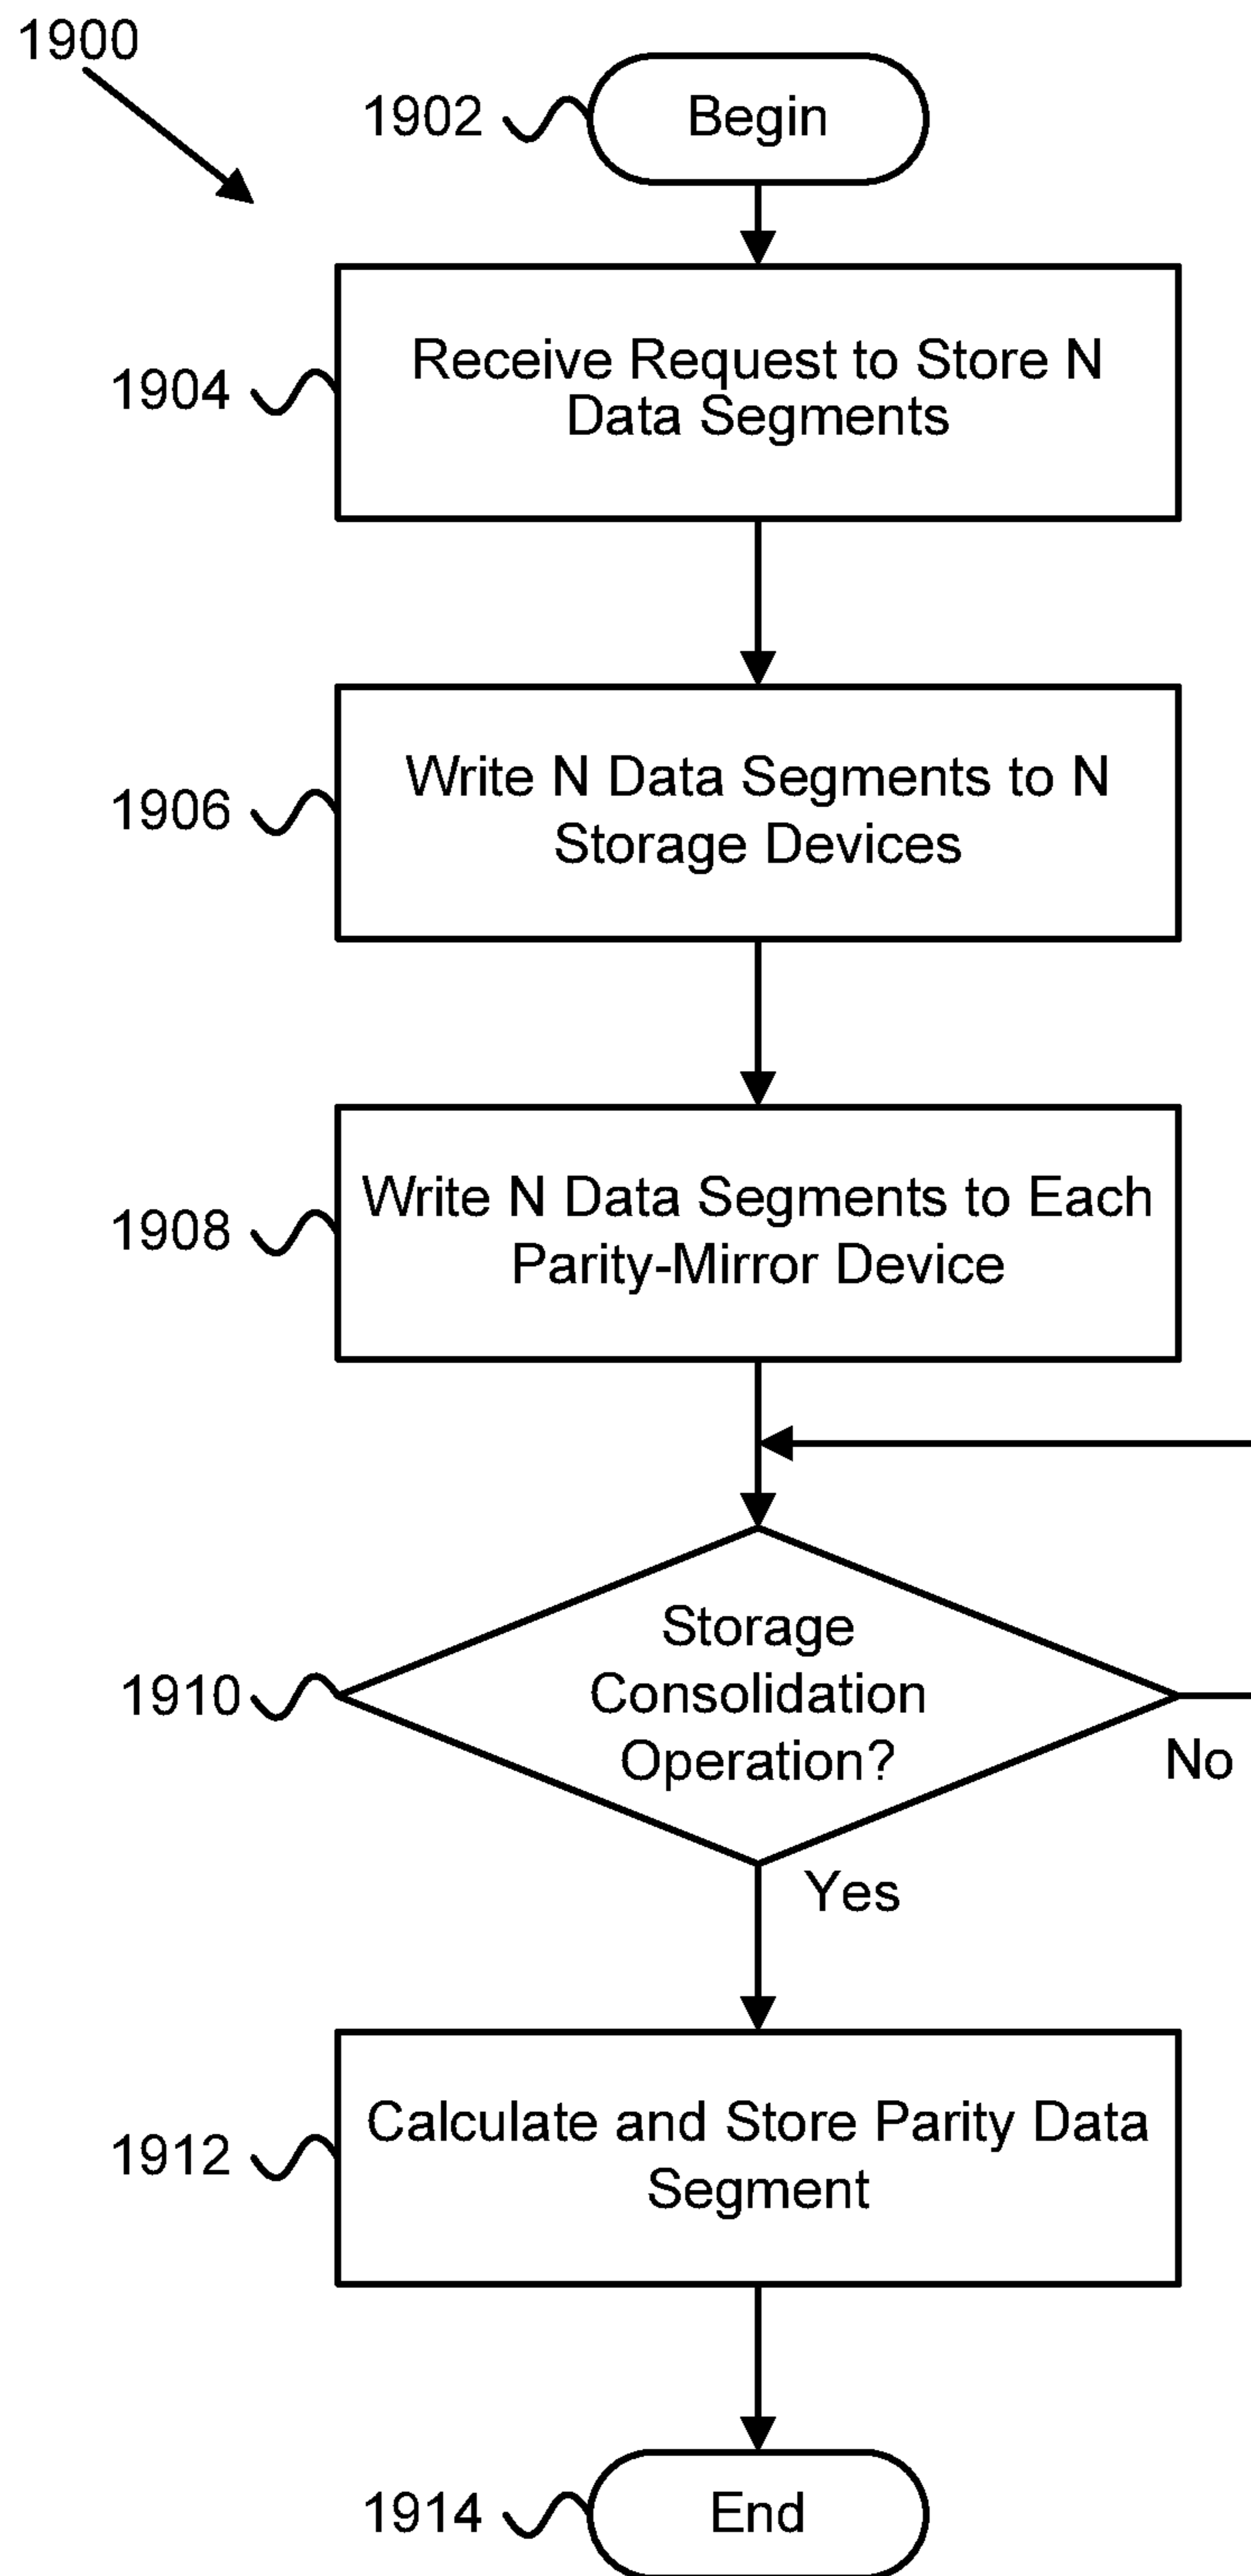 1900
1902
Begin
1904
Receive Request to Store N
Data Segments
1906
Write N Data Segments to N
Storage Devices
1908
Write N Data Segments to Each
Parity-Mirror Device
1910
Storage
Consolidation
Operation?
No
Yes
1912
Calculate and Store Parity Data
Segment
1914
End